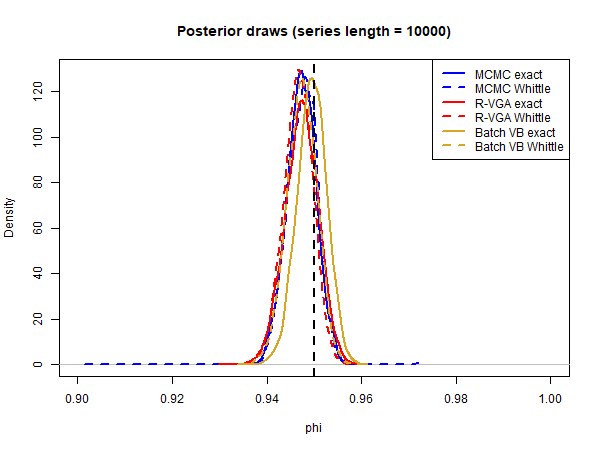 Posterior draws (series length = 10000)
MCMC exact
MCMC Whittle
R-VGA exact
R-VGA Whittle
Batch VB exact
Batch VB Whittle
Density
120
100
80
60
40
20
0
0.90 0.92 0.94 0.96 0.98 1.00
phi